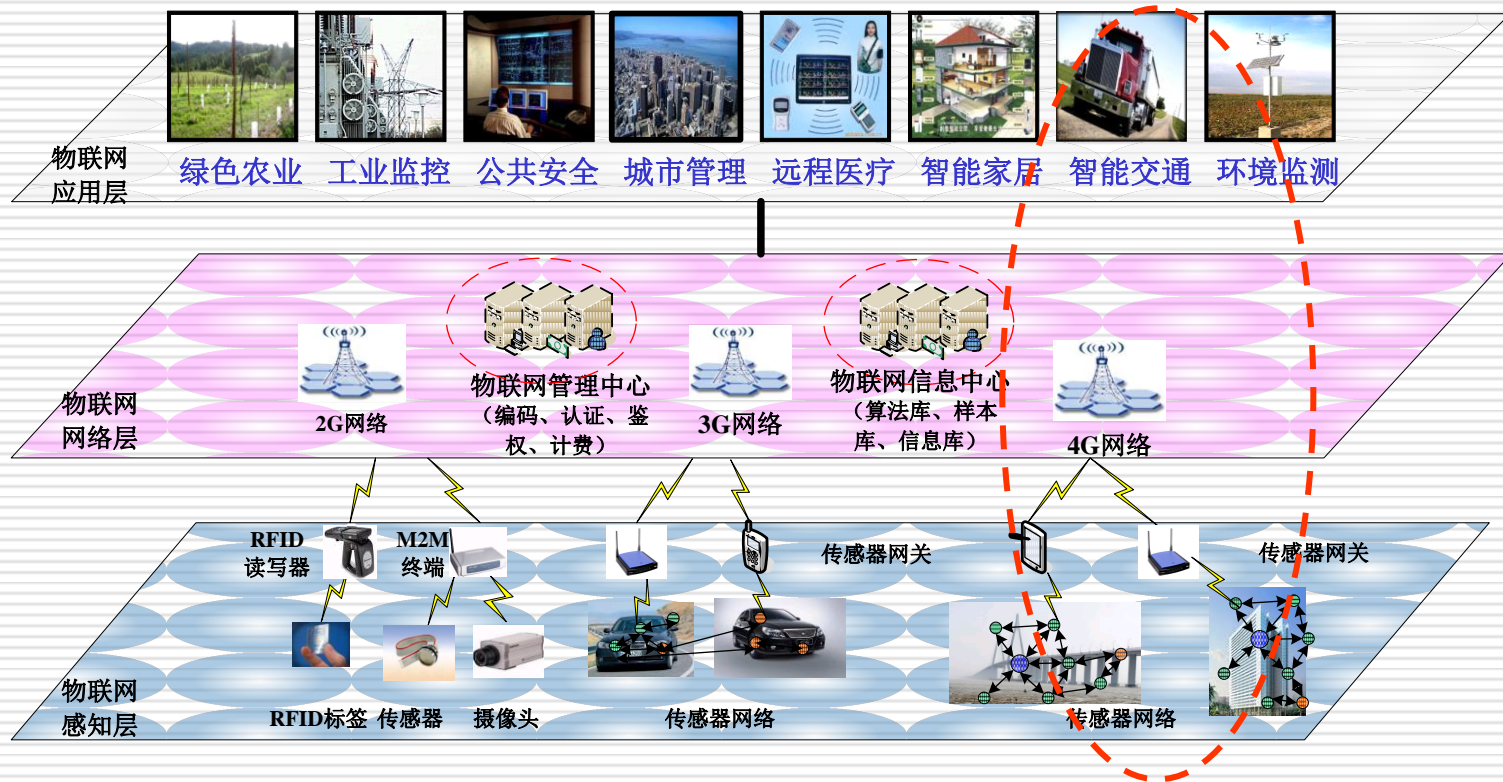 绿色农业
工业监控
公共安全
城市管理
远程医疗
智能家居
智能交通
环境监测
物联网
应用层
物联网管理中心
（编码、认证、鉴
权、计费）
物联网信息中心
（算法库、样本
库、信息库）
物联网
网络层
2G网络
3G网络
4G网络
RFID
读写器
M2M
终端
传感器网关
传感器网关
物联网
感知层
RFID标签
传感器
摄像头
传感器网络
传感器网络